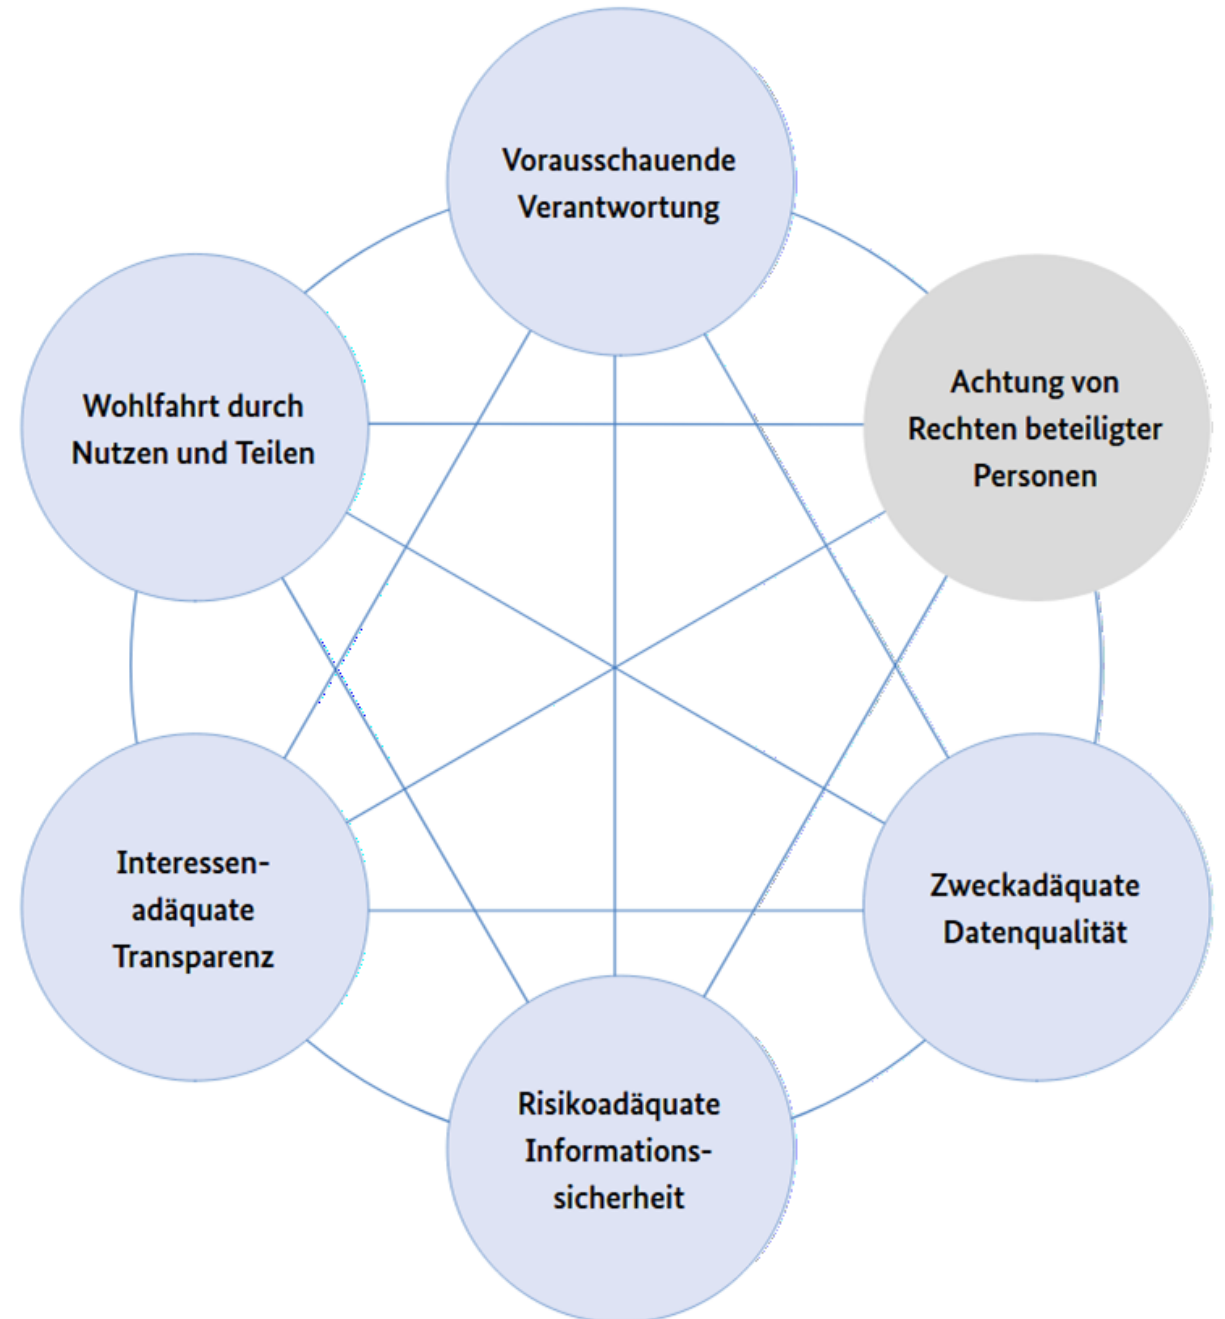 Vorausschauende
Verantwortung
Achtung von
Rechten beteiligter
Personen
Wohlfahrt durch
Nutzen und Teilen
Interessen-
adäquate
Transparenz
Zweckadäquate
Datenqualität
Risikoadäquate
Informations-
sicherheit